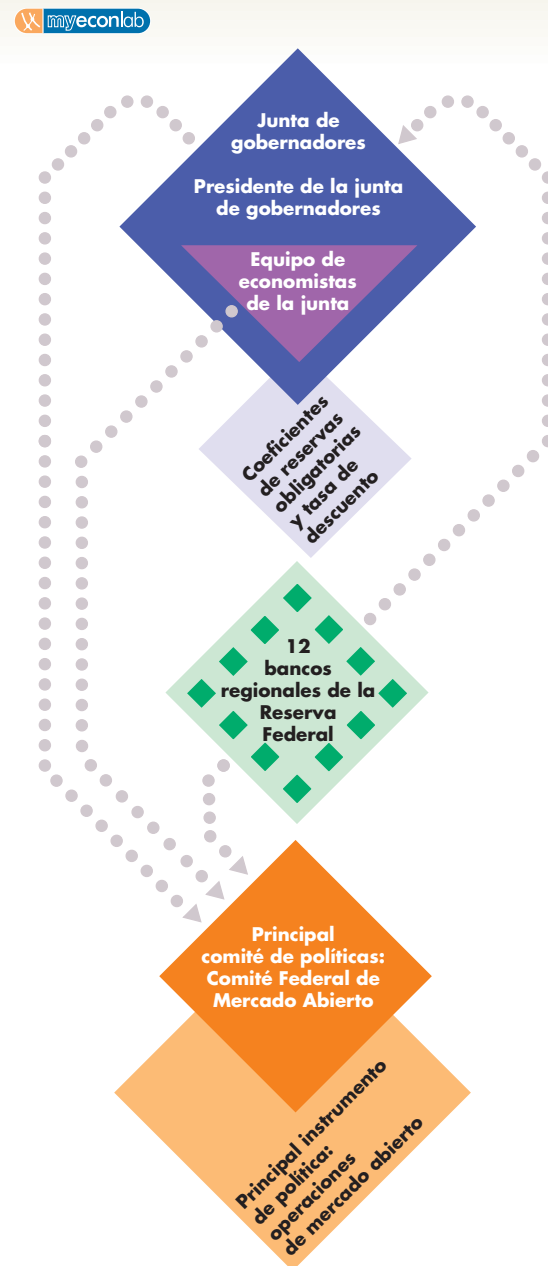 myeconlab
Junta de
gobernadores
Presidente de la junta
de gobernadores
Equipo de
economistas
de la junta
Coeficientes
de reservas
obligatorias
y tasa de
descuento
12
bancos
regionales de la
Reserva
Federal
Principal
comité de políticas:
Comité Federal de
Mercado Abierto
Principal instrumento
de política:
operaciones
de mercado abierto